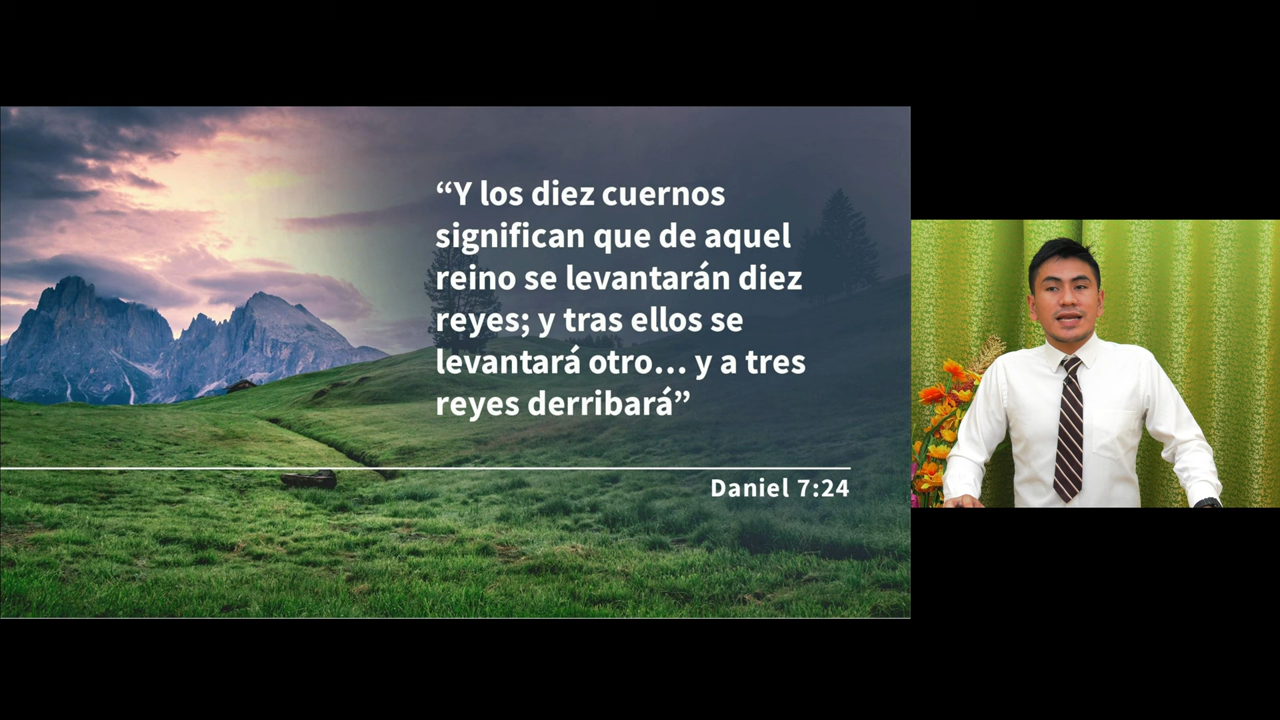 “Y los diez cuernos
significan que de aquel
reino se levantarán diez
reyes; y tras ellos se
levantará otro… y a tres
reyes derribará”
Daniel 7:24